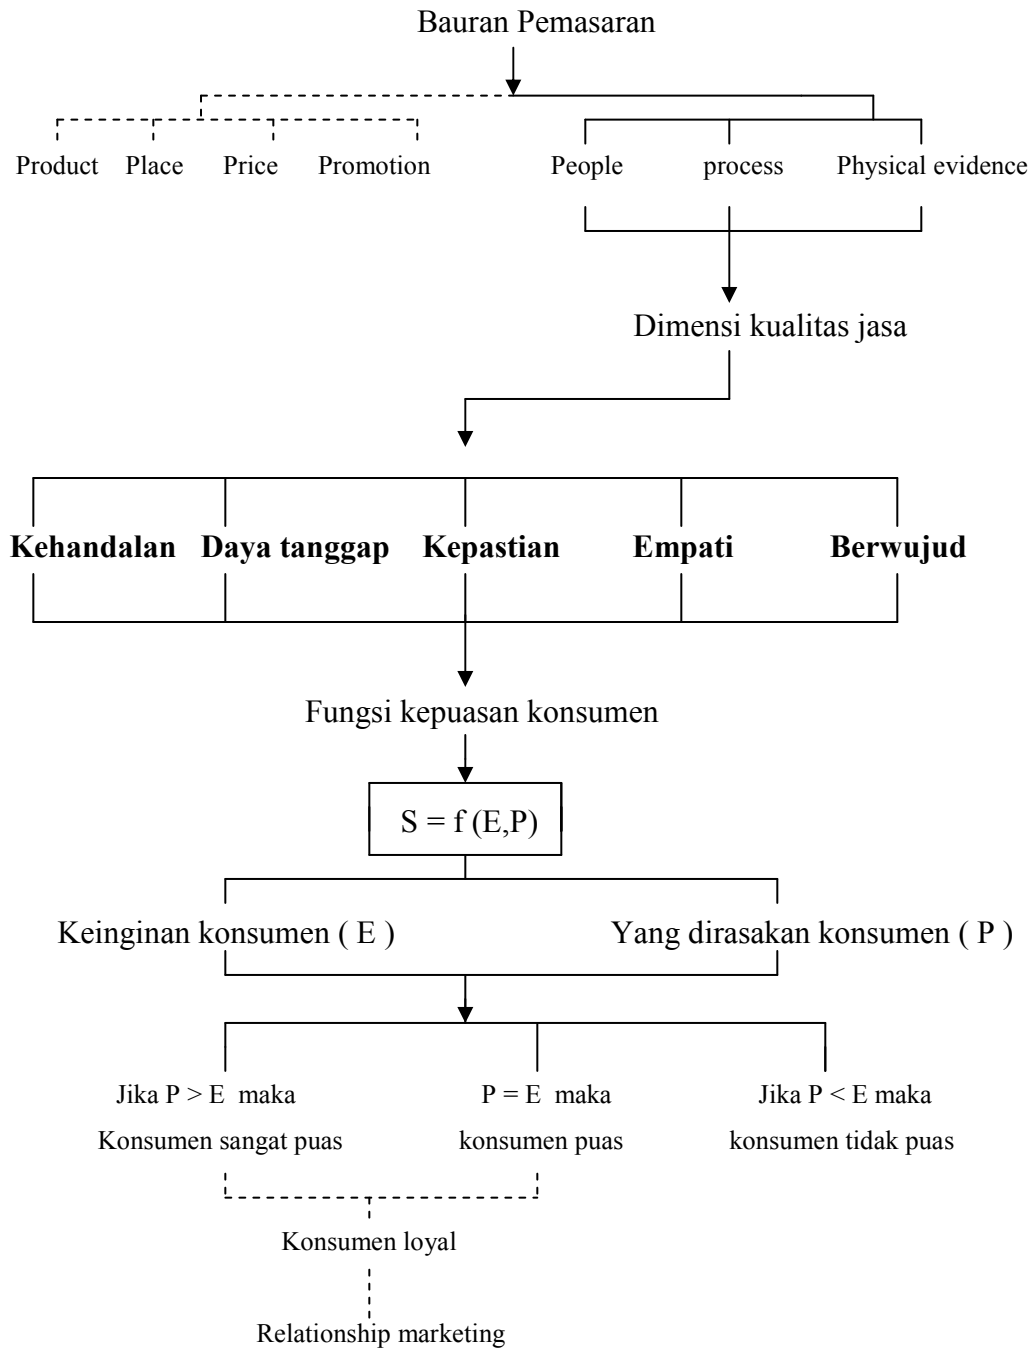 Bauran Pemasaran
Product Place Price Promotion People process Physical evidence
Dimensi kualitas jasa
Kehandalan Daya tanggap Kepastian Empati Berwujud
Fungsi kepuasan konsumen
S = f (E,P)
Keinginan konsumen ( E ) Yang dirasakan konsumen ( P )
Jika P > E maka P = E maka Jika P < E maka
Konsumen sangat puas konsumen puas konsumen tidak puas
Konsumen loyal
Relationship marketing